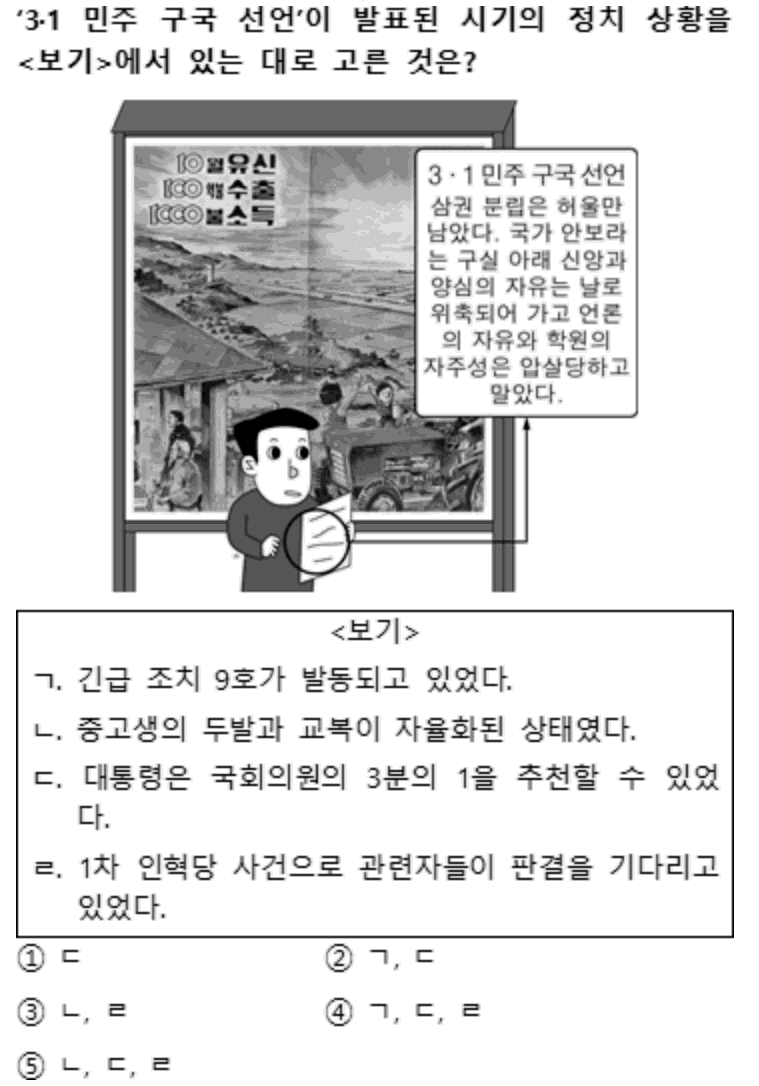 ‘3·1 민주 구국 선언’이 발표된 시기의 정치 상황을
<보기>에서 있는 대로 고른 것은?
10월유신
100억불수출
1000불소득
3·1 민주 구국 선언
삼권 분립은 허울만
남았다. 국가 안보라
는 구실 아래 신앙과
양심의 자유는 날로
위축되어 가고 언론
의 자유와 학원의
자주성은 압살당하고
말았다.
<보기>
ㄱ. 긴급 조치 9호가 발동되고 있었다.
ㄴ. 중고생의 두발과 교복이 자율화된 상태였다.
ㄷ. 대통령은 국회의원의 3분의 1을 추천할 수 있었
다.
ㄹ. 1차 인혁당 사건으로 관련자들이 판결을 기다리고
있었다.
① ㄷ
② ㄱ, ㄷ
③ ㄴ, ㄹ
④ ㄱ, ㄷ, ㄹ
⑤ ㄴ, ㄷ, ㄹ